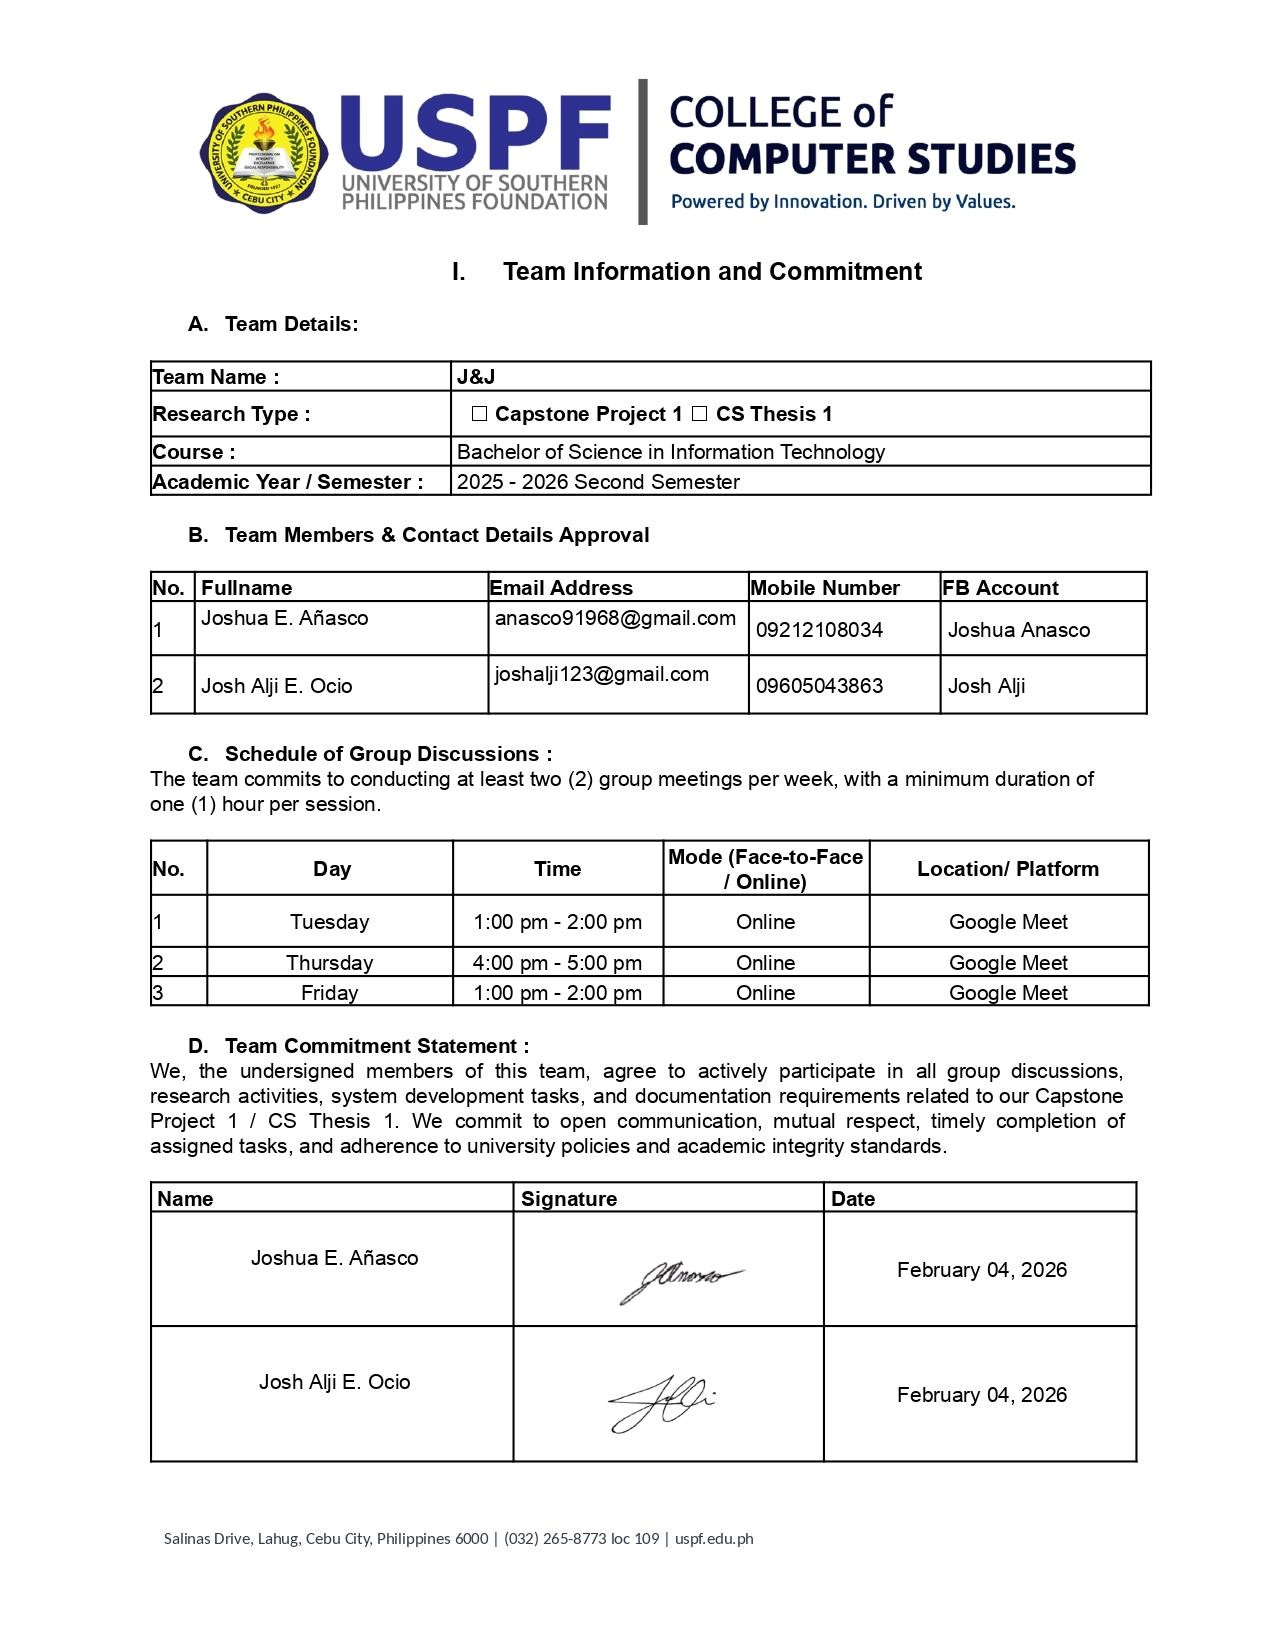 UNIVERSITY OF SOUTHERN PHILIPPINES FOUNDATION
PROFESSIONALISM
INTEGRITY
EXCELLENCE
SOCIAL RESPONSIBILITY
FOUNDED 1927
★ CEBU CITY ★
USPF
UNIVERSITY OF SOUTHERN
PHILIPPINES FOUNDATION
COLLEGE of
COMPUTER STUDIES
Powered by Innovation. Driven by Values.
I. Team Information and Commitment
A. Team Details:
Team Name : J&J
Research Type : ☐ Capstone Project 1 ☐ CS Thesis 1
Course : Bachelor of Science in Information Technology
Academic Year / Semester : 2025 - 2026 Second Semester
B. Team Members & Contact Details Approval
No. Fullname Email Address Mobile Number FB Account
1 Joshua E. Añasco anasco91968@gmail.com 09212108034 Joshua Anasco
2 Josh Alji E. Ocio joshalji123@gmail.com 09605043863 Josh Alji
C. Schedule of Group Discussions :
The team commits to conducting at least two (2) group meetings per week, with a minimum duration of
one (1) hour per session.
No. Day Time Mode (Face-to-Face / Online) Location/ Platform
1 Tuesday 1:00 pm - 2:00 pm Online Google Meet
2 Thursday 4:00 pm - 5:00 pm Online Google Meet
3 Friday 1:00 pm - 2:00 pm Online Google Meet
D. Team Commitment Statement :
We, the undersigned members of this team, agree to actively participate in all group discussions,
research activities, system development tasks, and documentation requirements related to our Capstone
Project 1 / CS Thesis 1. We commit to open communication, mutual respect, timely completion of
assigned tasks, and adherence to university policies and academic integrity standards.
Name Signature Date
Joshua E. Añasco February 04, 2026
Josh Alji E. Ocio February 04, 2026
Salinas Drive, Lahug, Cebu City, Philippines 6000 | (032) 265-8773 loc 109 | uspf.edu.ph